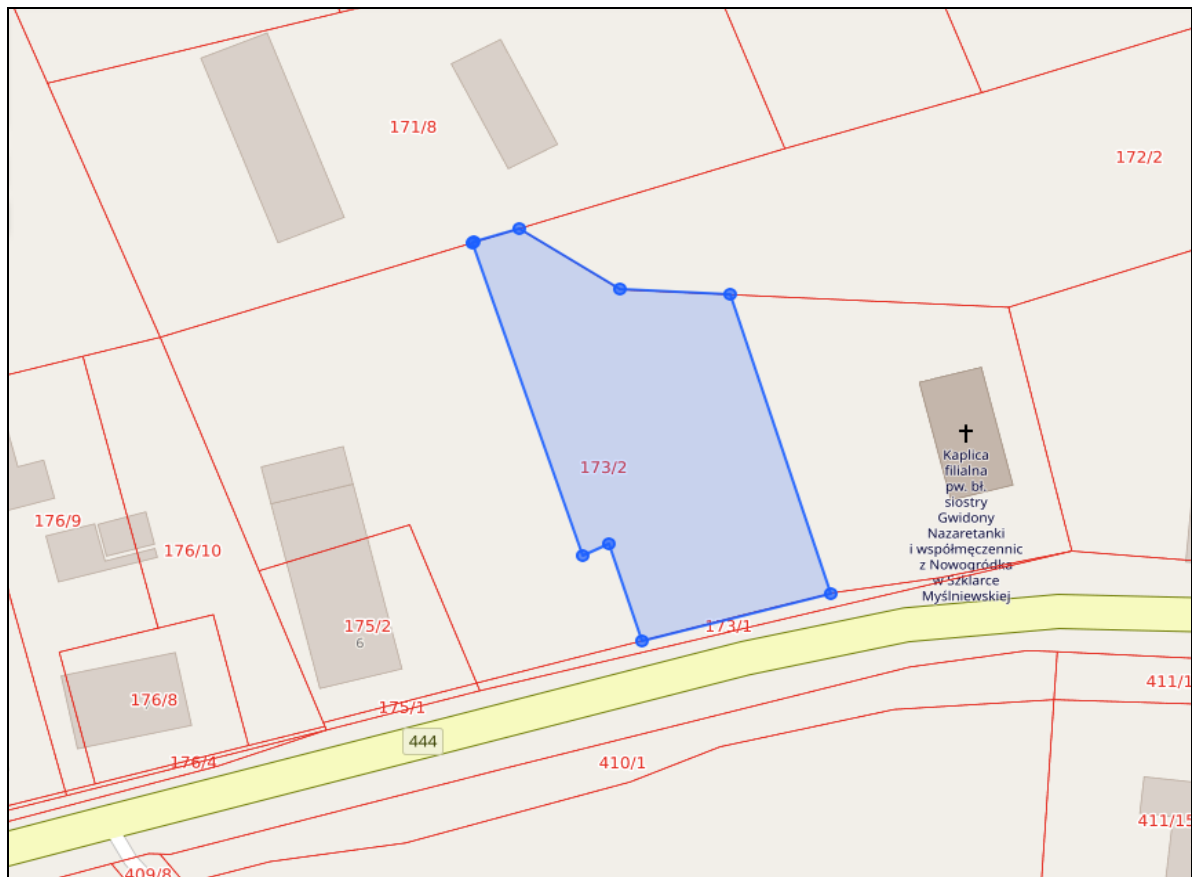 171/8
172/2
173/2
Kaplica
filialna
pw. bł.
siostry
Gwidony
Nazaretanki
i współmęczennic
z Nowogródka
w Szklarce
Myślniewskiej
176/9
176/10
175/2
6
173/1
176/8
175/1
411/1
444
176/4
410/1
411/15
409/8